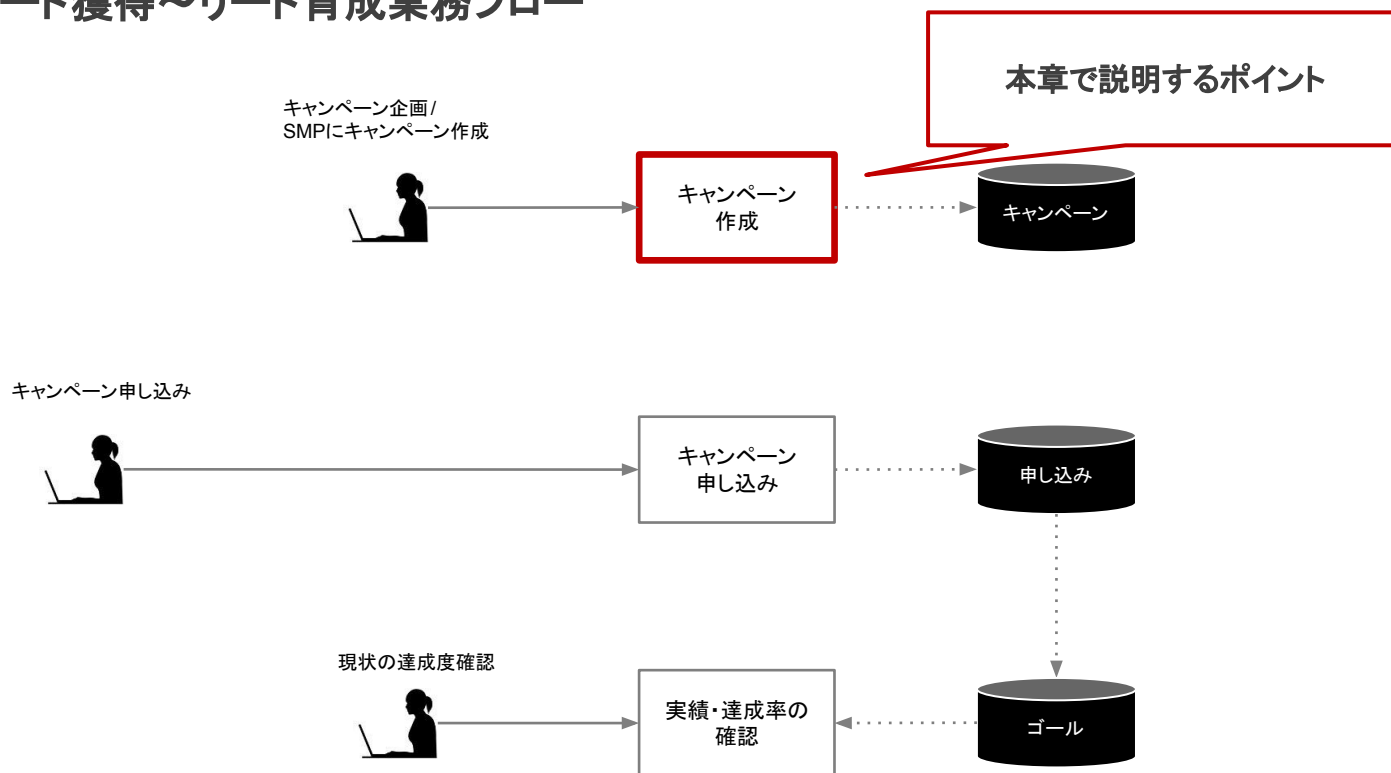 ード獲得~リード育成業務フロー
本章で説明するポイント
キャンペーン企画/
SMPにキャンペーン作成
キャンペーン
作成
キャンペーン
キャンペーン申し込み
キャンペーン
申し込み
申し込み
現状の達成度確認
実績・達成率の
確認
ゴール